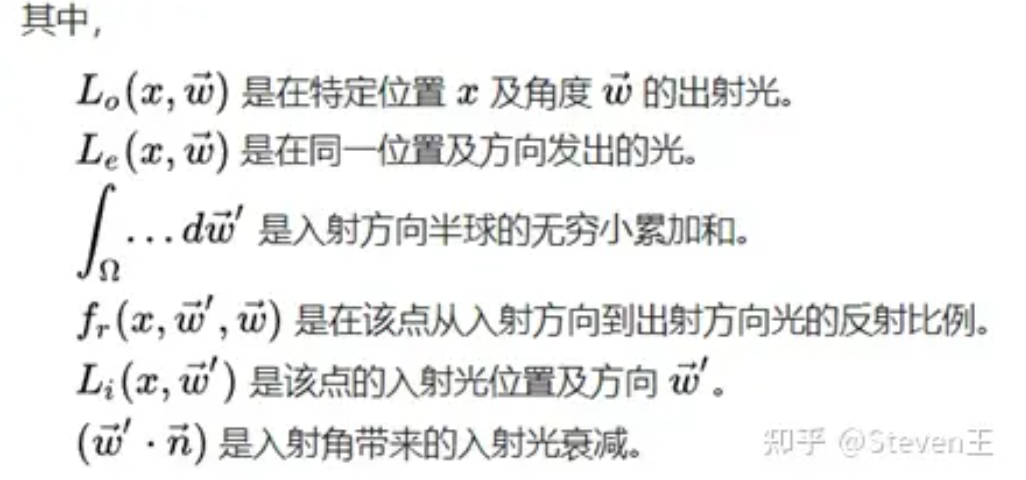 其中,
L_o(x, \vec{w}) 是在特定位置 x 及角度 \vec{w} 的出射光。
L_e(x, \vec{w}) 是在同一位置及方向发出的光。
\int_Ω … d\vec{w}′ 是入射方向半球的无穷小累加和。
f_r(x, \vec{w}′, \vec{w}) 是在该点从入射方向到出射方向光的反射比例。
L_i(x, \vec{w}′) 是该点的入射光位置及方向 \vec{w}′。
(\vec{w}′ · \vec{n}) 是入射角带来的入射光衰减。
知乎 @Steven王